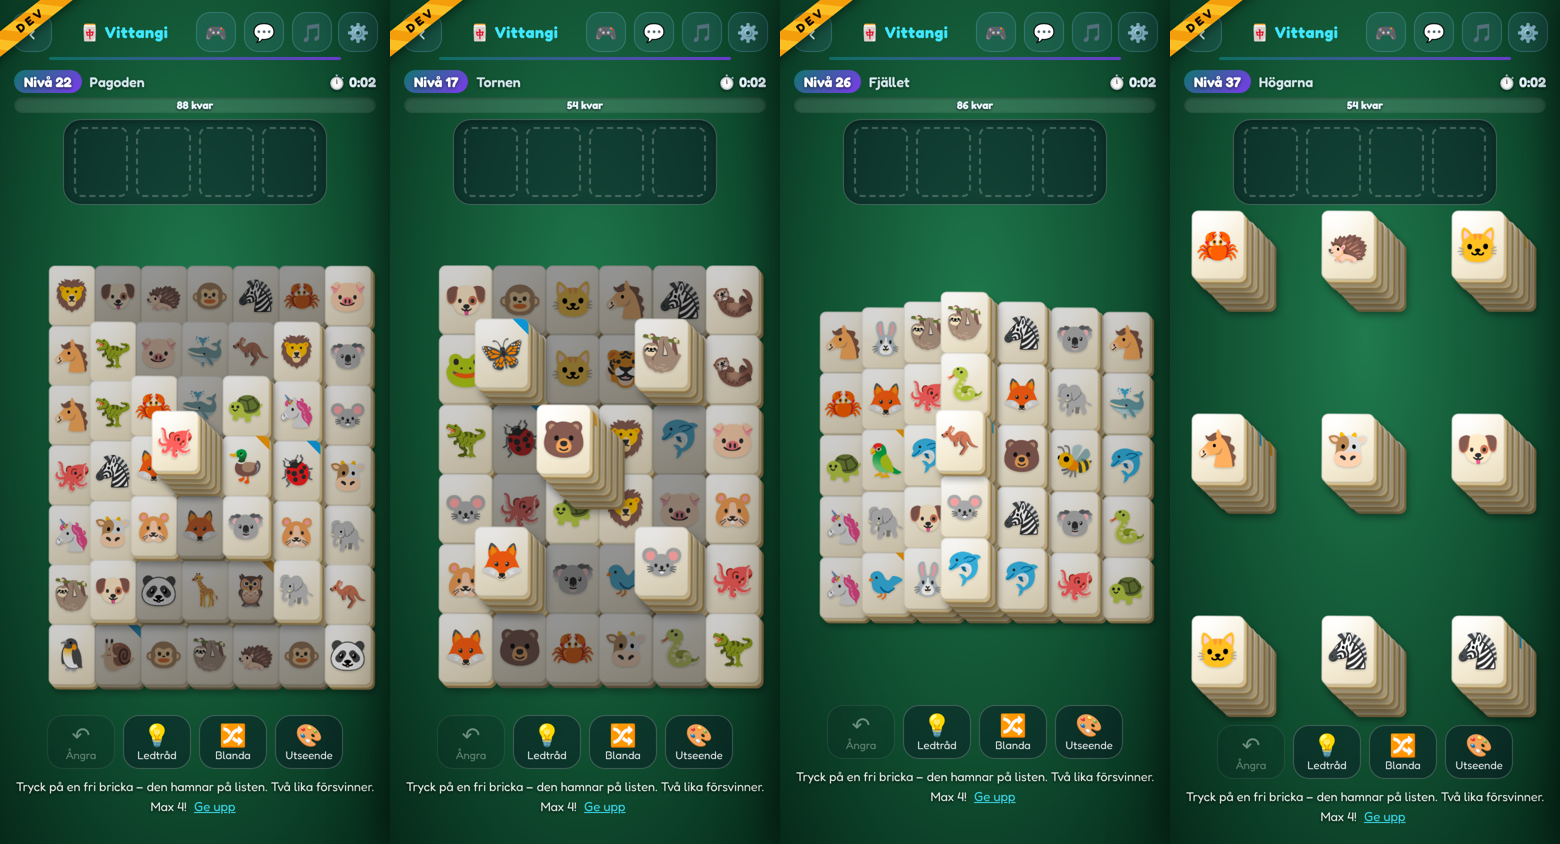 DEV
Vittangi
Nivå 22 Pagoden 0:02
88 kvar
Ångra Ledtråd Blanda Utseende
Tryck på en fri bricka – den hamnar på listen. Två lika försvinner.
Max 4! Ge upp
DEV
Vittangi
Nivå 17 Tornen 0:02
54 kvar
Ångra Ledtråd Blanda Utseende
Tryck på en fri bricka – den hamnar på listen. Två lika försvinner.
Max 4! Ge upp
DEV
Vittangi
Nivå 26 Fjället 0:02
86 kvar
Ångra Ledtråd Blanda Utseende
Tryck på en fri bricka – den hamnar på listen. Två lika försvinner.
Max 4! Ge upp
DEV
Vittangi
Nivå 37 Högarna 0:02
54 kvar
Ångra Ledtråd Blanda Utseende
Tryck på en fri bricka – den hamnar på listen. Två lika försvinner.
Max 4! Ge upp